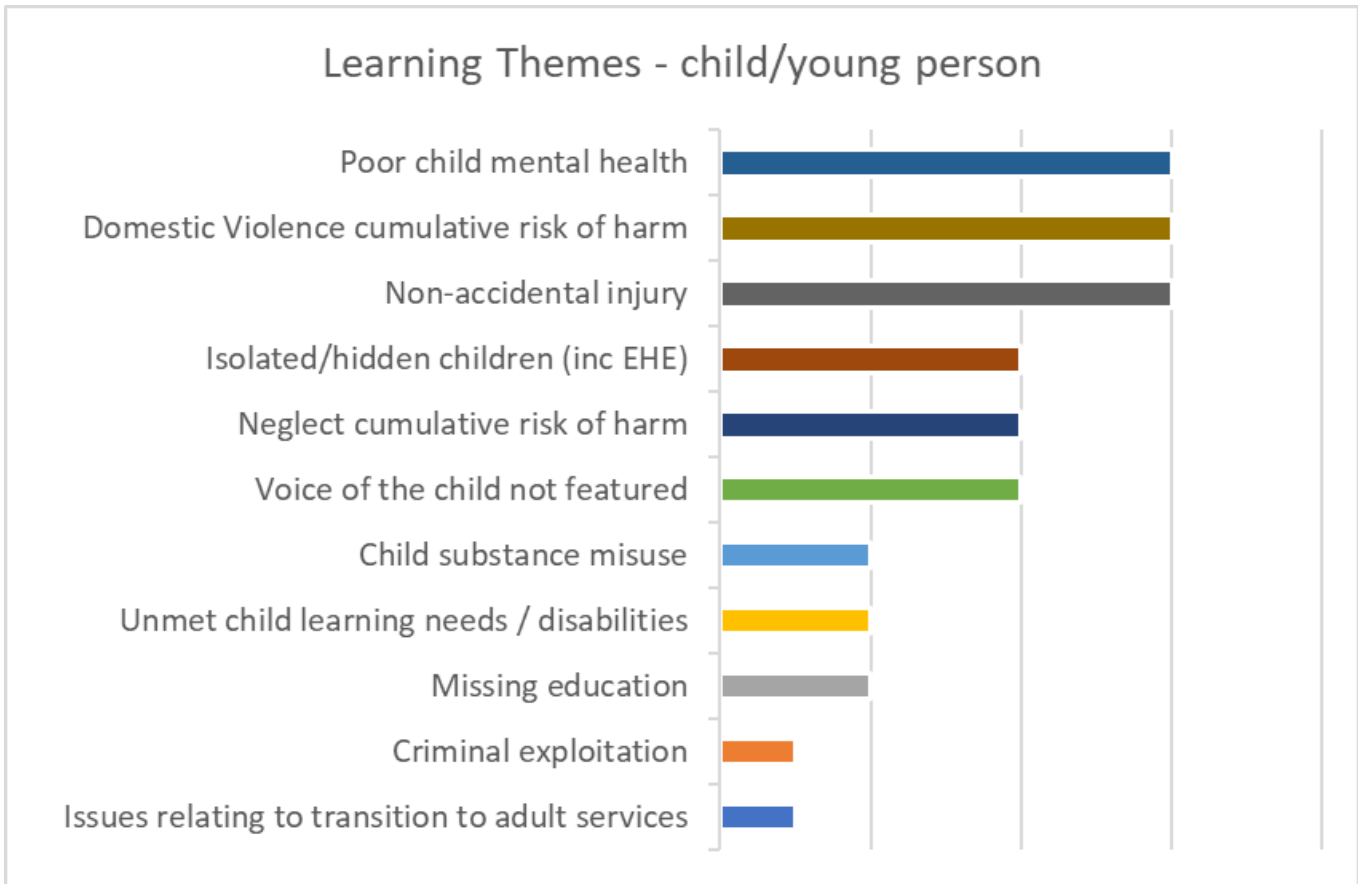 Learning Themes - child/young person
Poor child mental health
Domestic Violence cumulative risk of harm
Non-accidental injury
Isolated/hidden children (inc EHE)
Neglect cumulative risk of harm
Voice of the child not featured
Child substance misuse
Unmet child learning needs / disabilities
Missing education
Criminal exploitation
Issues relating to transition to adult services